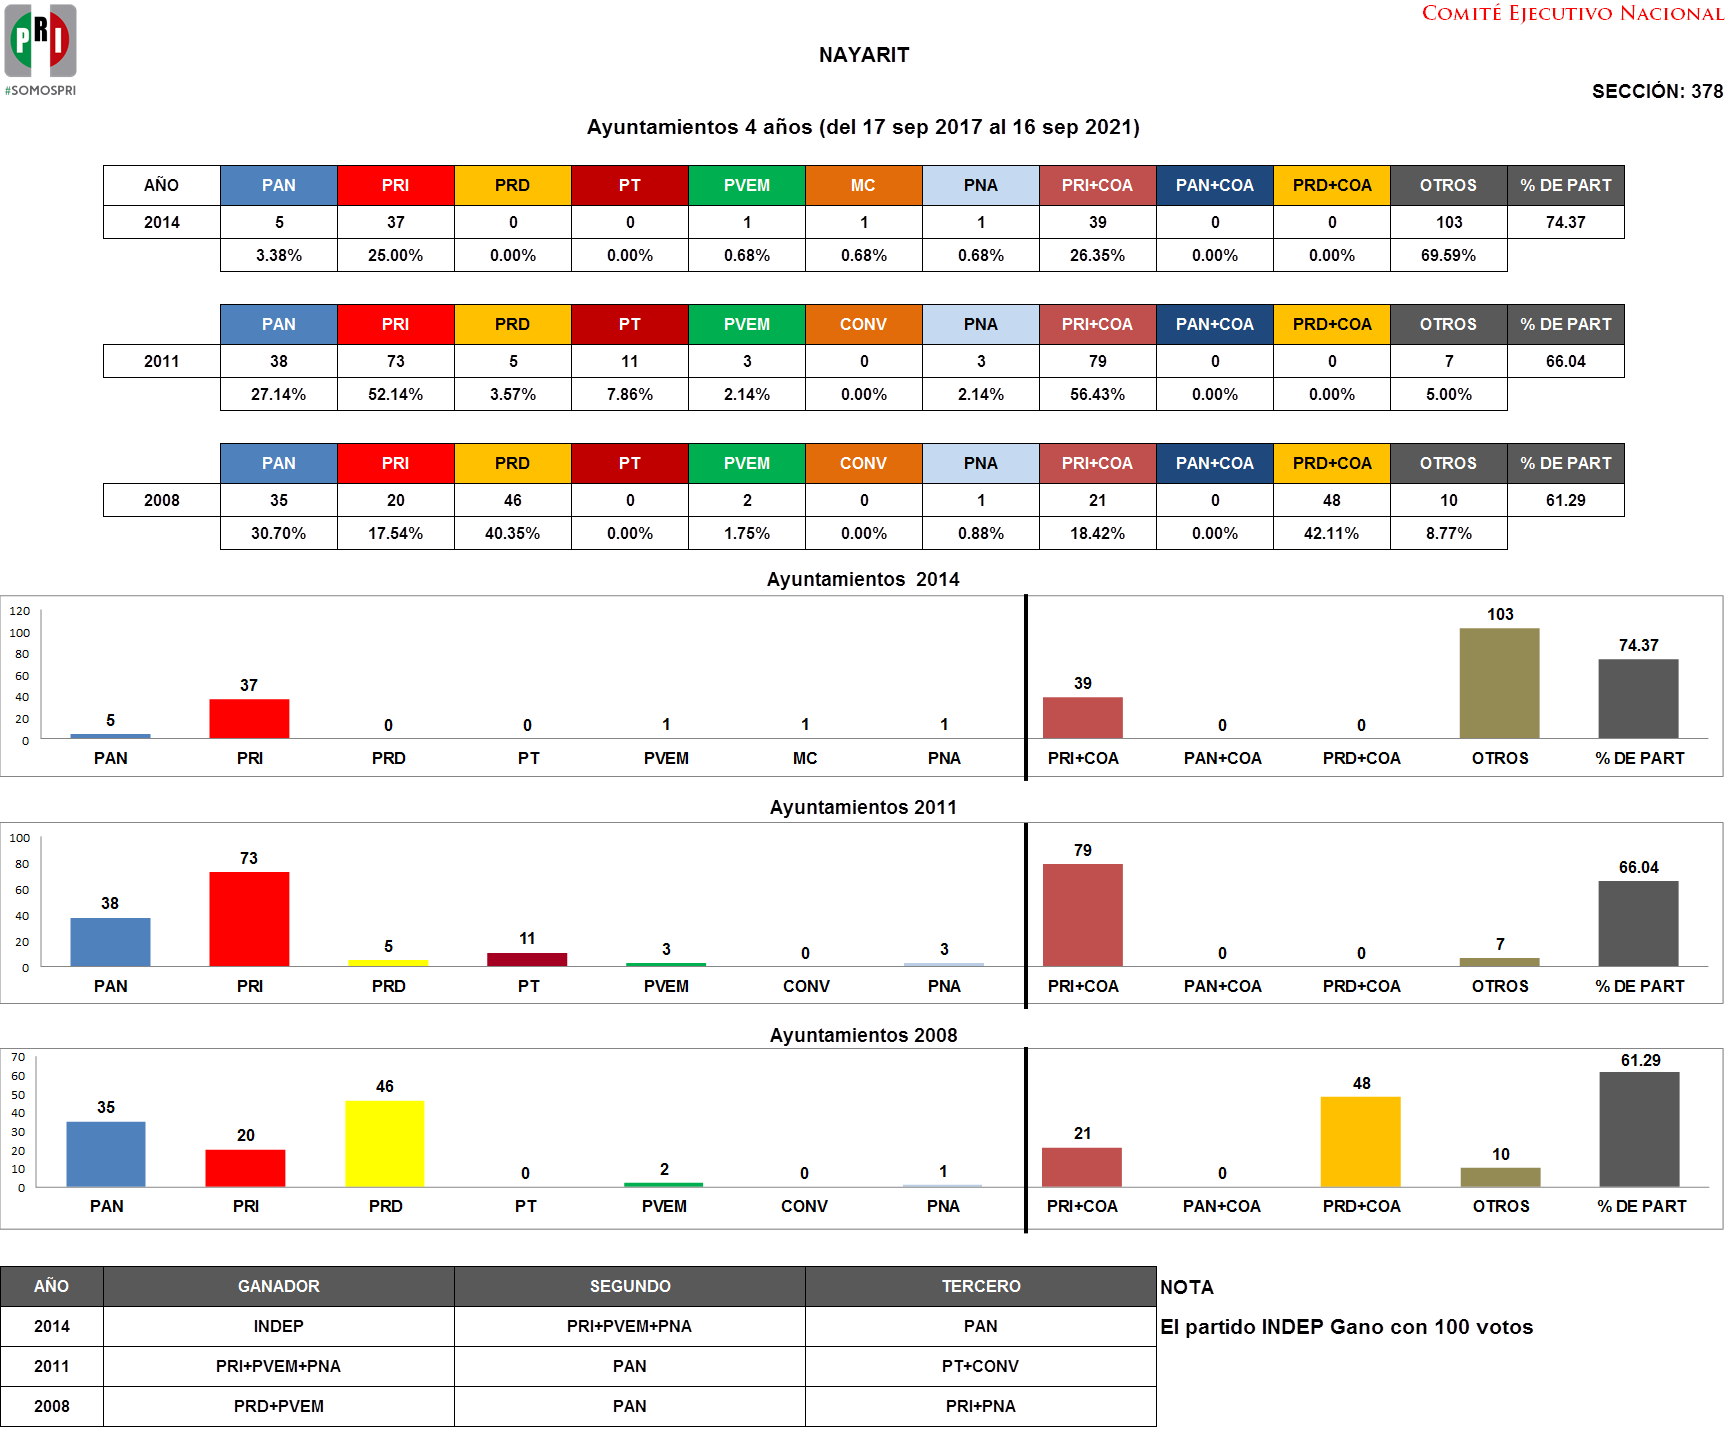 PRI
#SOMOSPRI
COMITÉ EJECUTIVO NACIONAL
NAYARIT
SECCIÓN: 378
Ayuntamientos 4 años (del 17 sep 2017 al 16 sep 2021)
AÑO PAN PRI PRD PT PVEM MC PNA PRI+COA PAN+COA PRD+COA OTROS % DE PART
2014 5 37 0 0 1 1 1 39 0 0 103 74.37
3.38% 25.00% 0.00% 0.00% 0.68% 0.68% 0.68% 26.35% 0.00% 0.00% 69.59%
PAN PRI PRD PT PVEM CONV PNA PRI+COA PAN+COA PRD+COA OTROS % DE PART
2011 38 73 5 11 3 0 3 79 0 0 7 66.04
27.14% 52.14% 3.57% 7.86% 2.14% 0.00% 2.14% 56.43% 0.00% 0.00% 5.00%
PAN PRI PRD PT PVEM CONV PNA PRI+COA PAN+COA PRD+COA OTROS % DE PART
2008 35 20 46 0 2 0 1 21 0 48 10 61.29
30.70% 17.54% 40.35% 0.00% 1.75% 0.00% 0.88% 18.42% 0.00% 42.11% 8.77%
Ayuntamientos 2014
120
100
80
60
40
20
0
5 37 0 0 1 1 1 39 0 0 103 74.37
PAN PRI PRD PT PVEM MC PNA PRI+COA PAN+COA PRD+COA OTROS % DE PART
Ayuntamientos 2011
100
80
60
40
20
0
38 73 5 11 3 0 3 79 0 0 7 66.04
PAN PRI PRD PT PVEM CONV PNA PRI+COA PAN+COA PRD+COA OTROS % DE PART
Ayuntamientos 2008
70
60
50
40
30
20
10
0
35 20 46 0 2 0 1 21 0 48 10 61.29
PAN PRI PRD PT PVEM CONV PNA PRI+COA PAN+COA PRD+COA OTROS % DE PART
AÑO GANADOR SEGUNDO TERCERO NOTA
2014 INDEP PRI+PVEM+PNA PAN El partido INDEP Gano con 100 votos
2011 PRI+PVEM+PNA PAN PT+CONV
2008 PRD+PVEM PAN PRI+PNA